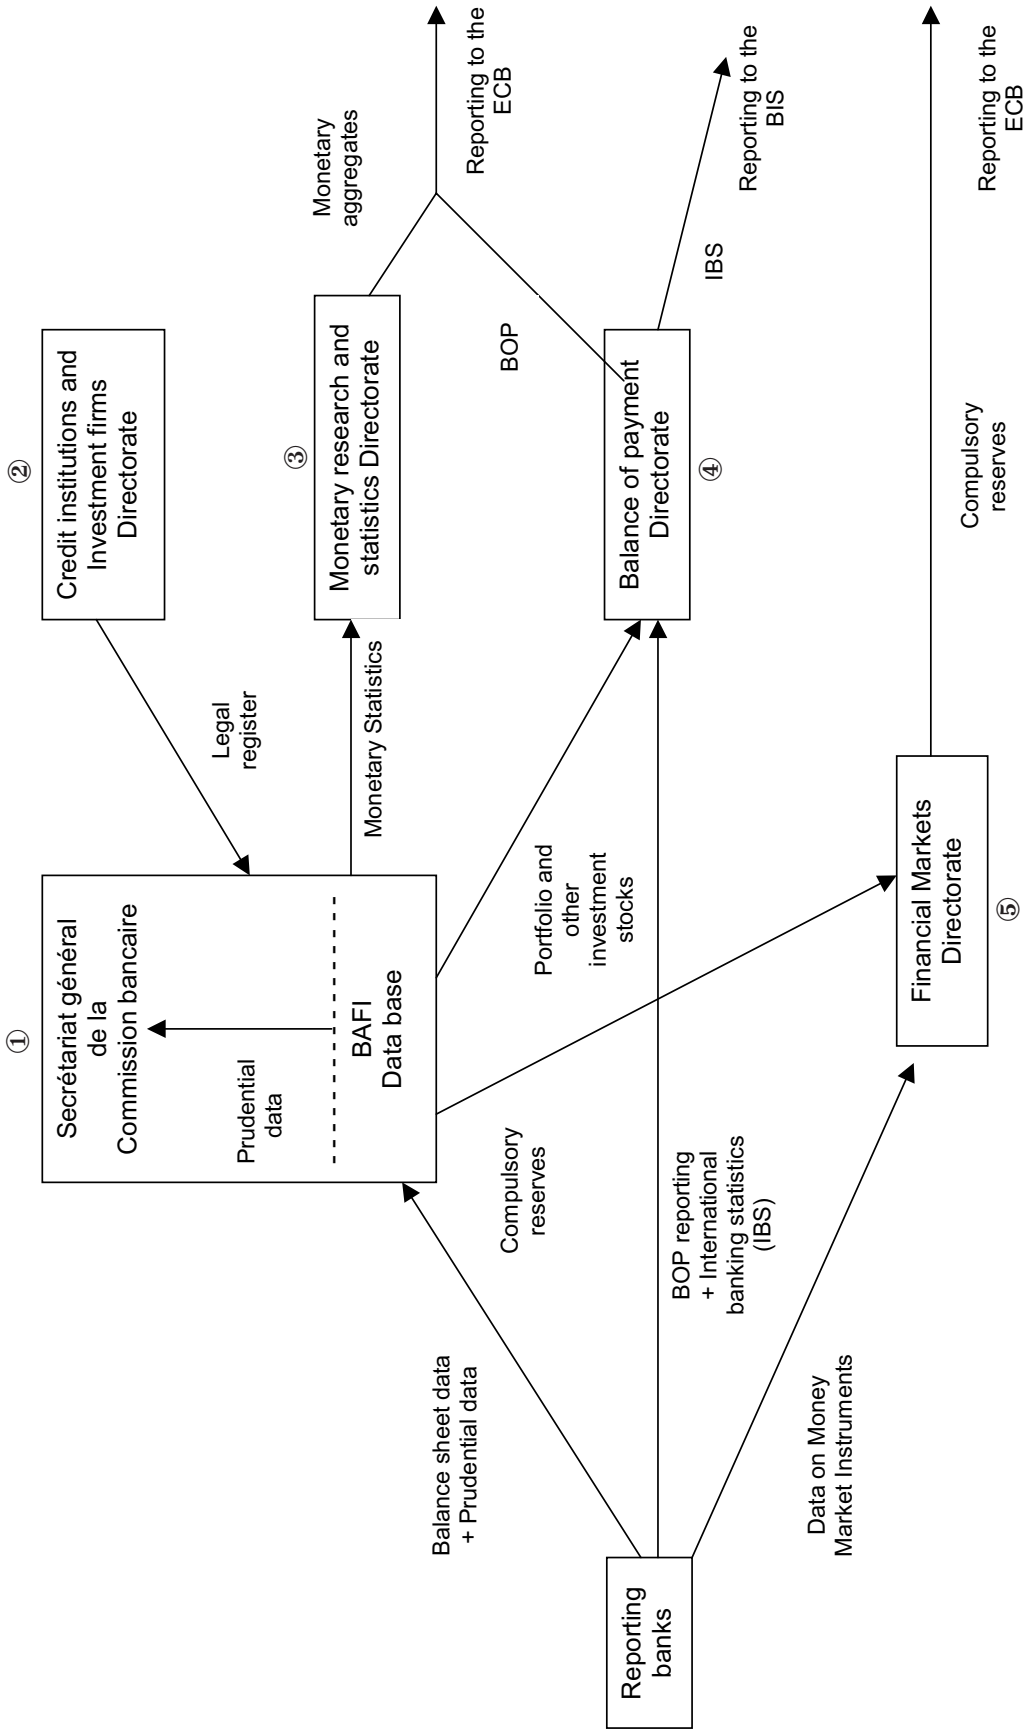 ①
Secrétariat général
de la
Commission bancaire
Prudential
data
BAFI
Data base
②
Credit institutions and
Investment firms
Directorate
Legal
register
③
Monetary research and
statistics Directorate
Monetary Statistics
Monetary
aggregates
Reporting to the
ECB
Balance sheet data
+ Prudential data
Compulsory
reserves
Portfolio and
other
investment
stocks
BOP
Reporting
banks
BOP reporting
+ International
banking statistics
(IBS)
Balance of payment
Directorate
④
IBS
Reporting to the
BIS
Data on Money
Market Instruments
Financial Markets
Directorate
⑤
Compulsory
reserves
Reporting to the
ECB